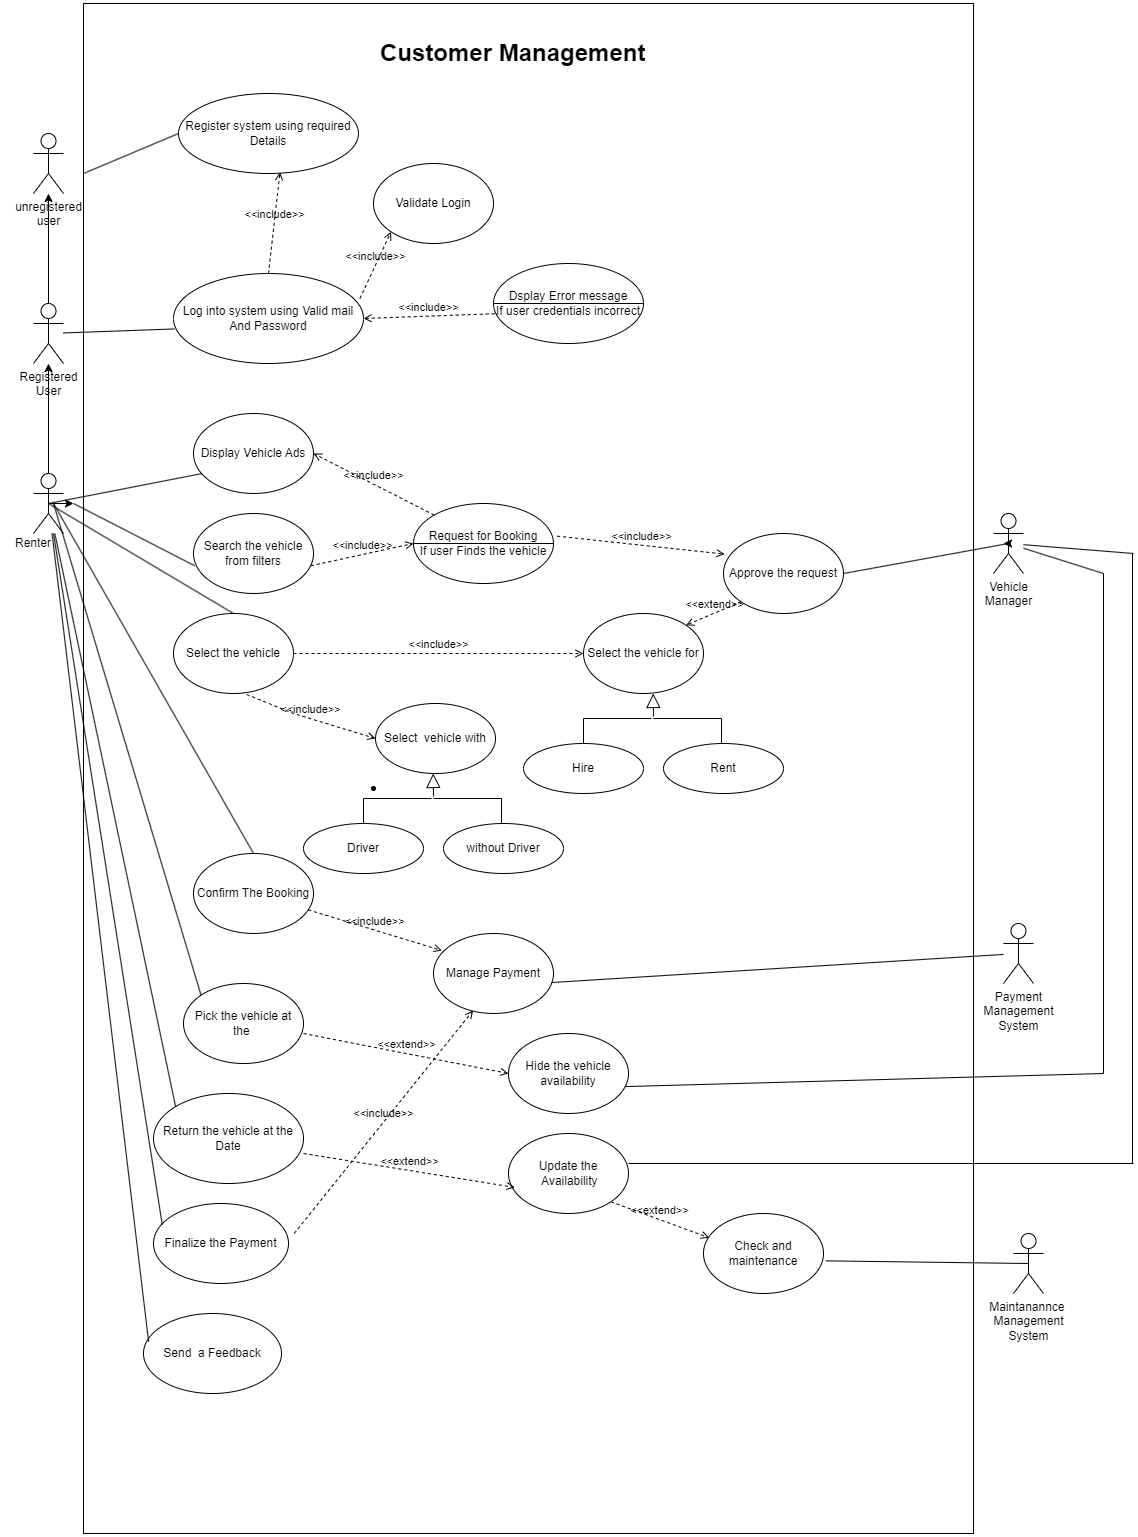 Customer Management
Register system using required
Details
unregistered
user
Validate Login
<<include>>
<<include>>
Dsplay Error message
If user credentials incorrect
<<include>>
Log into system using Valid mail
And Password
Registered
User
Display Vehicle Ads
<<include>>
Request for Booking
If user Finds the vehicle
<<include>>
Search the vehicle
from filters
<<include>>
Renter
Approve the request
Vehicle
Manager
<<extend>>
Select the vehicle
<<include>>
Select the vehicle for
<<include>>
Select  vehicle with
Hire
Rent
Driver
without Driver
Confirm The Booking
<<include>>
Manage Payment
Payment
Management
System
Pick the vehicle at
the
<<extend>>
Hide the vehicle
availability
<<include>>
Return the vehicle at the
Date
<<extend>>
Update the
Availability
<<extend>>
Finalize the Payment
Check and
maintenance
Maintanannce
Management
System
Send  a Feedback